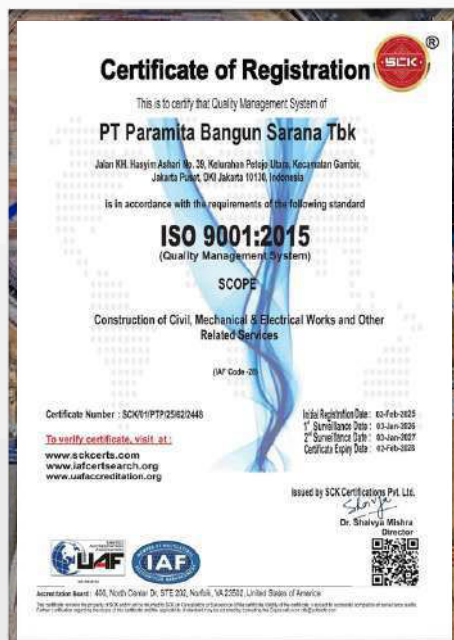 SCK
®
Certificate of Registration
This is to certify that Quality Management System of
PT Paramita Bangun Sarana Tbk
Jalan KH. Hasyim Ashari No. 39, Kelurahan Petojo Utara, Kecamatan Gambir,
Jakarta Pusat, DKI Jakarta 10130, Indonesia
is in accordance with the requirements of the following standard
ISO 9001:2015
(Quality Management System)
SCOPE
Construction of Civil, Mechanical & Electrical Works and Other
Related Services
(IAF Code -28)
Certificate Number : SCK/01/PTP/25/62/2448
Initial Registration Date : 02-Feb-2025
1st Surveillance Date : 03-Jan-2026
2nd Surveillance Date : 03-Jan-2027
Certificate Expiry Date : 02-Feb-2028
To verify certificate, visit at :
www.sckcerts.com
www.iafcertsearch.org
www.uafaccreditation.org
Issued by SCK Certifications Pvt. Ltd.
Dr. Shaivya Mishra
Director
UAF
IAF
Accreditation Board : 400, North Center Dr, STE 202, Norfolk, VA 23502, United States of America